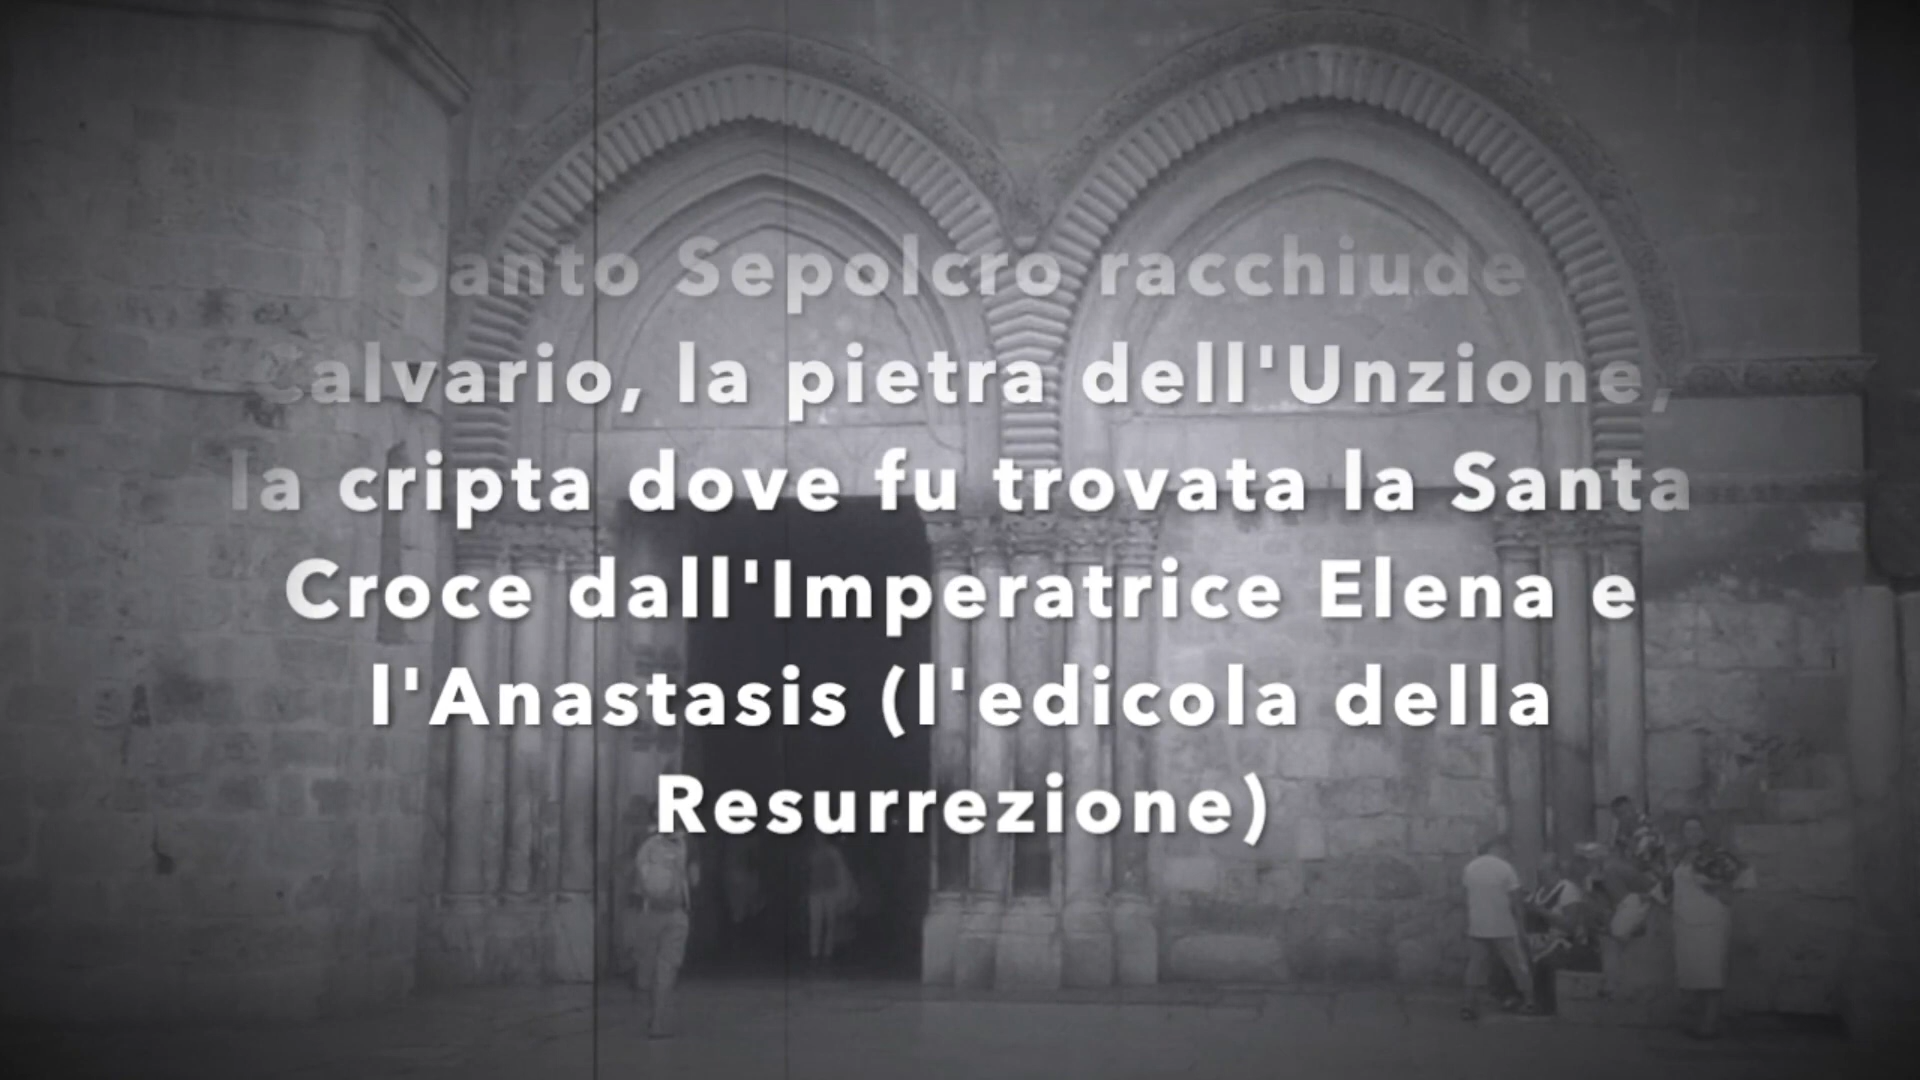 Santo Sepolcro racchiude
Calvario, la pietra dell'Unzione,
la cripta dove fu trovata la Santa
Croce dall'Imperatrice Elena e
l'Anastasis (l'edicola della
Resurrezione)